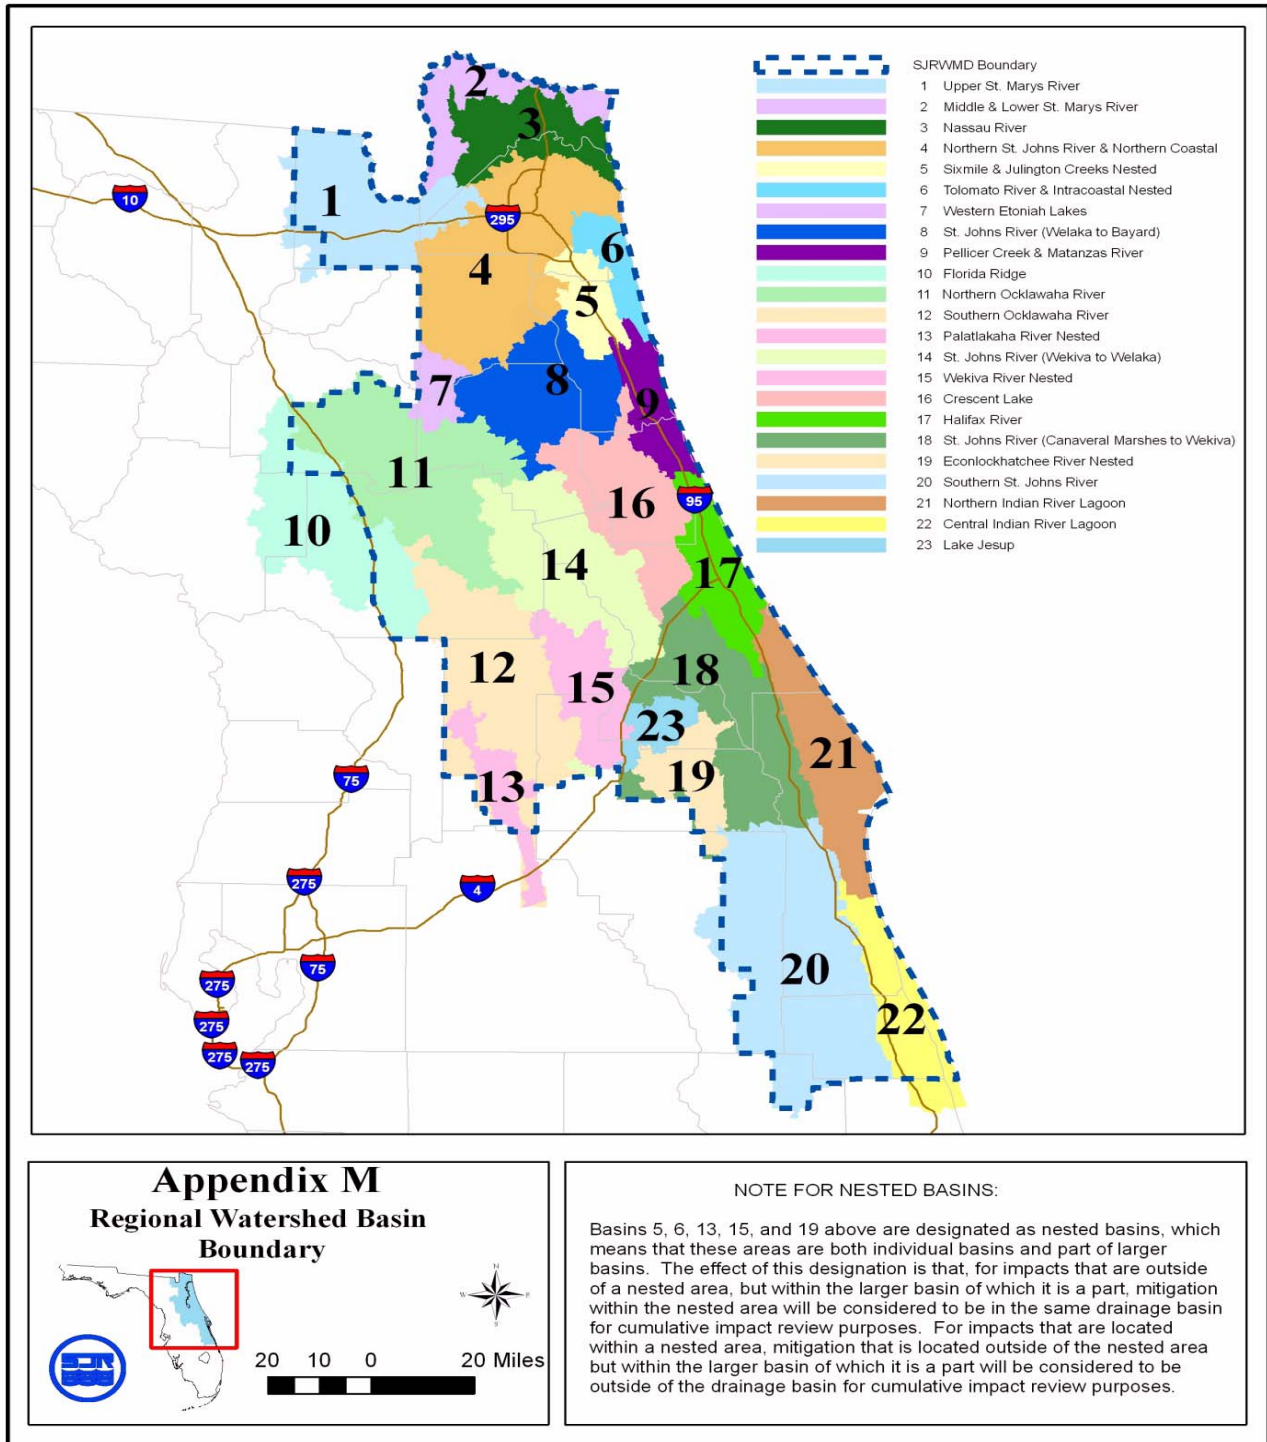 SJRWMD Boundary
1 Upper St. Marys River
2 Middle & Lower St. Marys River
3 Nassau River
4 Northern St. Johns River & Northern Coastal
5 Sixmile & Julington Creeks Nested
6 Tolomato River & Intracoastal Nested
7 Western Etoniah Lakes
8 St. Johns River (Welaka to Bayard)
9 Pellicer Creek & Matanzas River
10 Florida Ridge
11 Northern Ocklawaha River
12 Southern Ocklawaha River
13 Palatlakaha River Nested
14 St. Johns River (Wekiva to Welaka)
15 Wekiva River Nested
16 Crescent Lake
17 Halifax River
18 St. Johns River (Canaveral Marshes to Wekiva)
19 Econlockhatchee River Nested
20 Southern St. Johns River
21 Northern Indian River Lagoon
22 Central Indian River Lagoon
23 Lake Jesup
2
3
10
1
295
6
4
5
8
7
9
11
95
16
10
14
17
12
18
15
23
21
19
75
13
275
4
75
20
275
22
275
275
275
Appendix M
Regional Watershed Basin
Boundary
N
W
E
S
SJR
20 10 0 20 Miles
NOTE FOR NESTED BASINS:
Basins 5, 6, 13, 15, and 19 above are designated as nested basins, which
means that these areas are both individual basins and part of larger
basins. The effect of this designation is that, for impacts that are outside
of a nested area, but within the larger basin of which it is a part, mitigation
within the nested area will be considered to be in the same drainage basin
for cumulative impact review purposes. For impacts that are located
within a nested area, mitigation that is located outside of the nested area
but within the larger basin of which it is a part will be considered to be
outside of the drainage basin for cumulative impact review purposes.